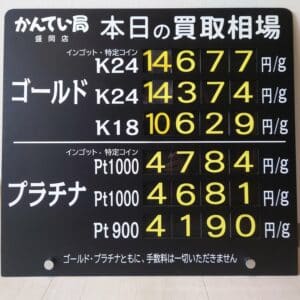 かんてい局 本日の買取相場
盛岡店
インゴット・特定コイン
K24 14677 円/g
ゴールド K24 14374 円/g
K18 10629 円/g
インゴット・特定コイン
Pt1000 4784 円/g
プラチナ Pt1000 4681 円/g
Pt900 4190 円/g
ゴールド・プラチナともに、手数料は一切いただきません